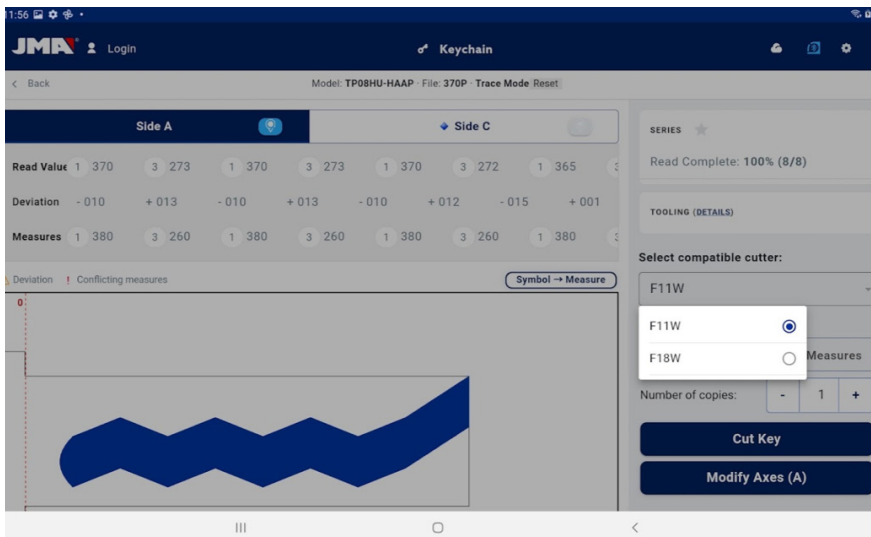 11:56
JMA Login Keychain
< Back Model: TP08HU-HAAP · File: 370P · Trace Mode Reset
Side A Side C
Read Value 1 370 3 273 1 370 3 273 1 370 3 272 1 365 3
Deviation - 010 + 013 - 010 + 013 - 010 + 012 - 015 + 001
Measures 1 380 3 260 1 380 3 260 1 380 3 260 1 380 3
Deviation ! Conflicting measures Symbol → Measure
0
SERIES
Read Complete: 100% (8/8)
TOOLING (DETAILS)
Select compatible cutter:
F11W
F11W
F18W
Measures
Number of copies: - 1 +
Cut Key
Modify Axes (A)